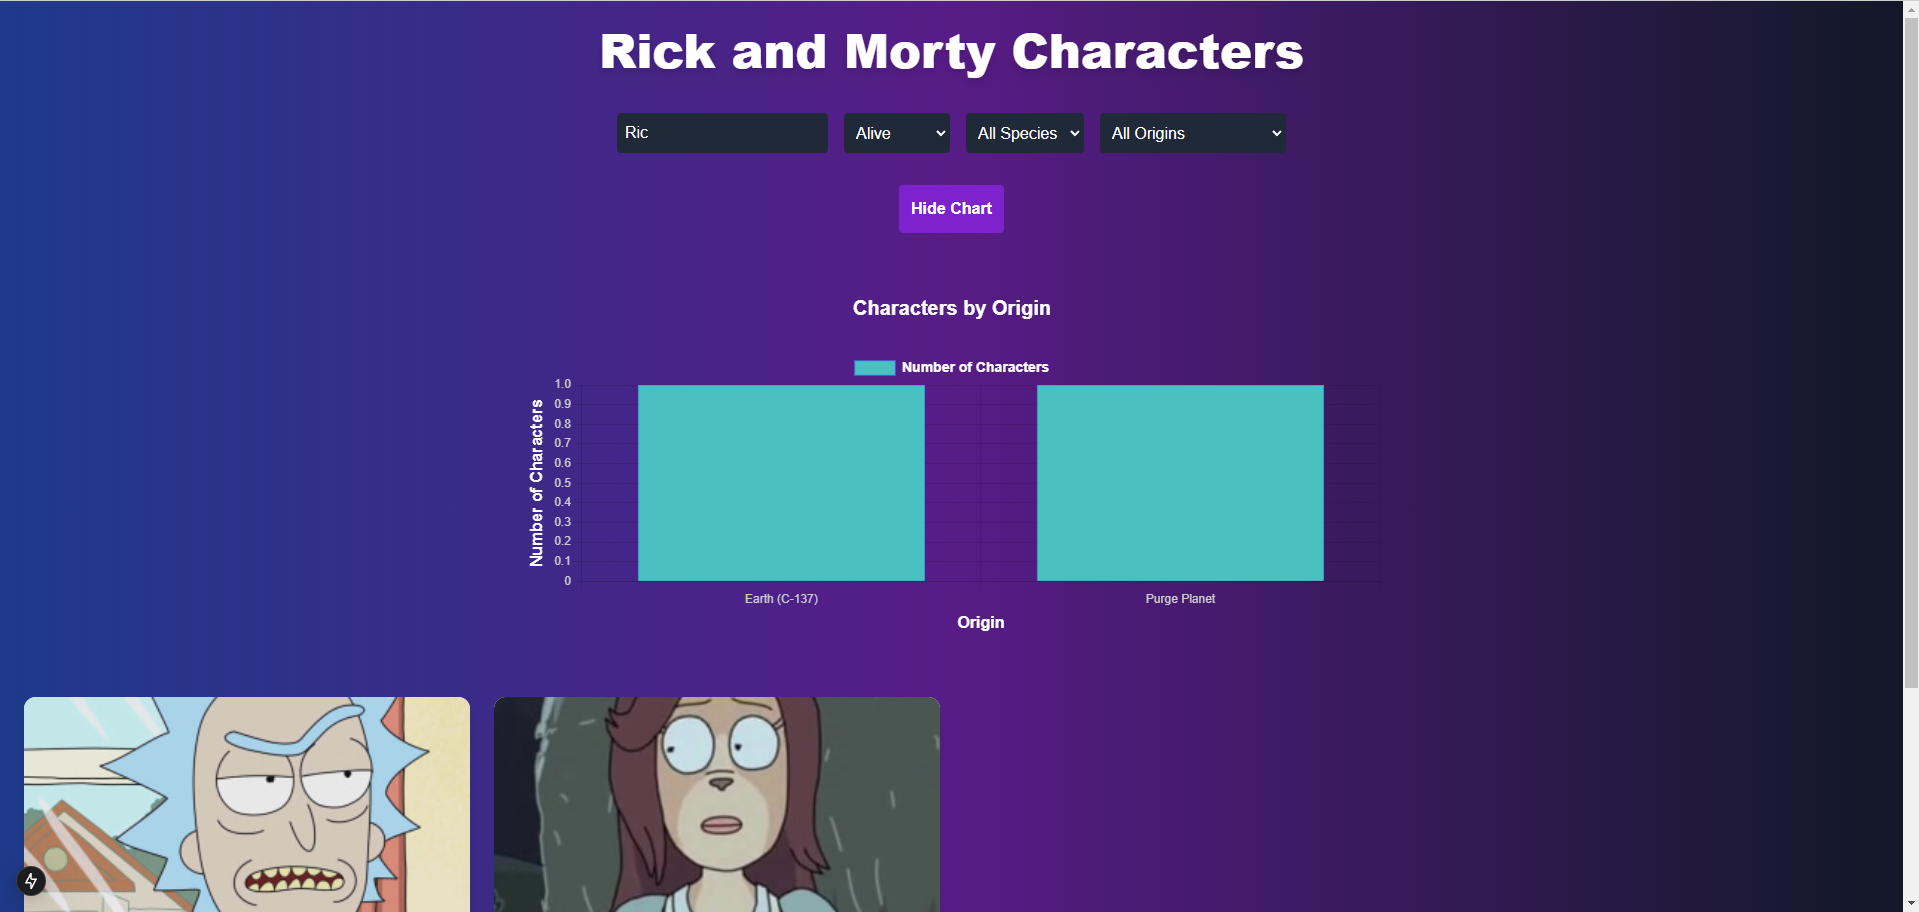 Rick and Morty Characters
Ric
Alive
All Species
All Origins
Hide Chart
Characters by Origin
Number of Characters
Number of Characters
1.0
0.9
0.8
0.7
0.6
0.5
0.4
0.3
0.2
0.1
0
Earth (C-137)
Purge Planet
Origin